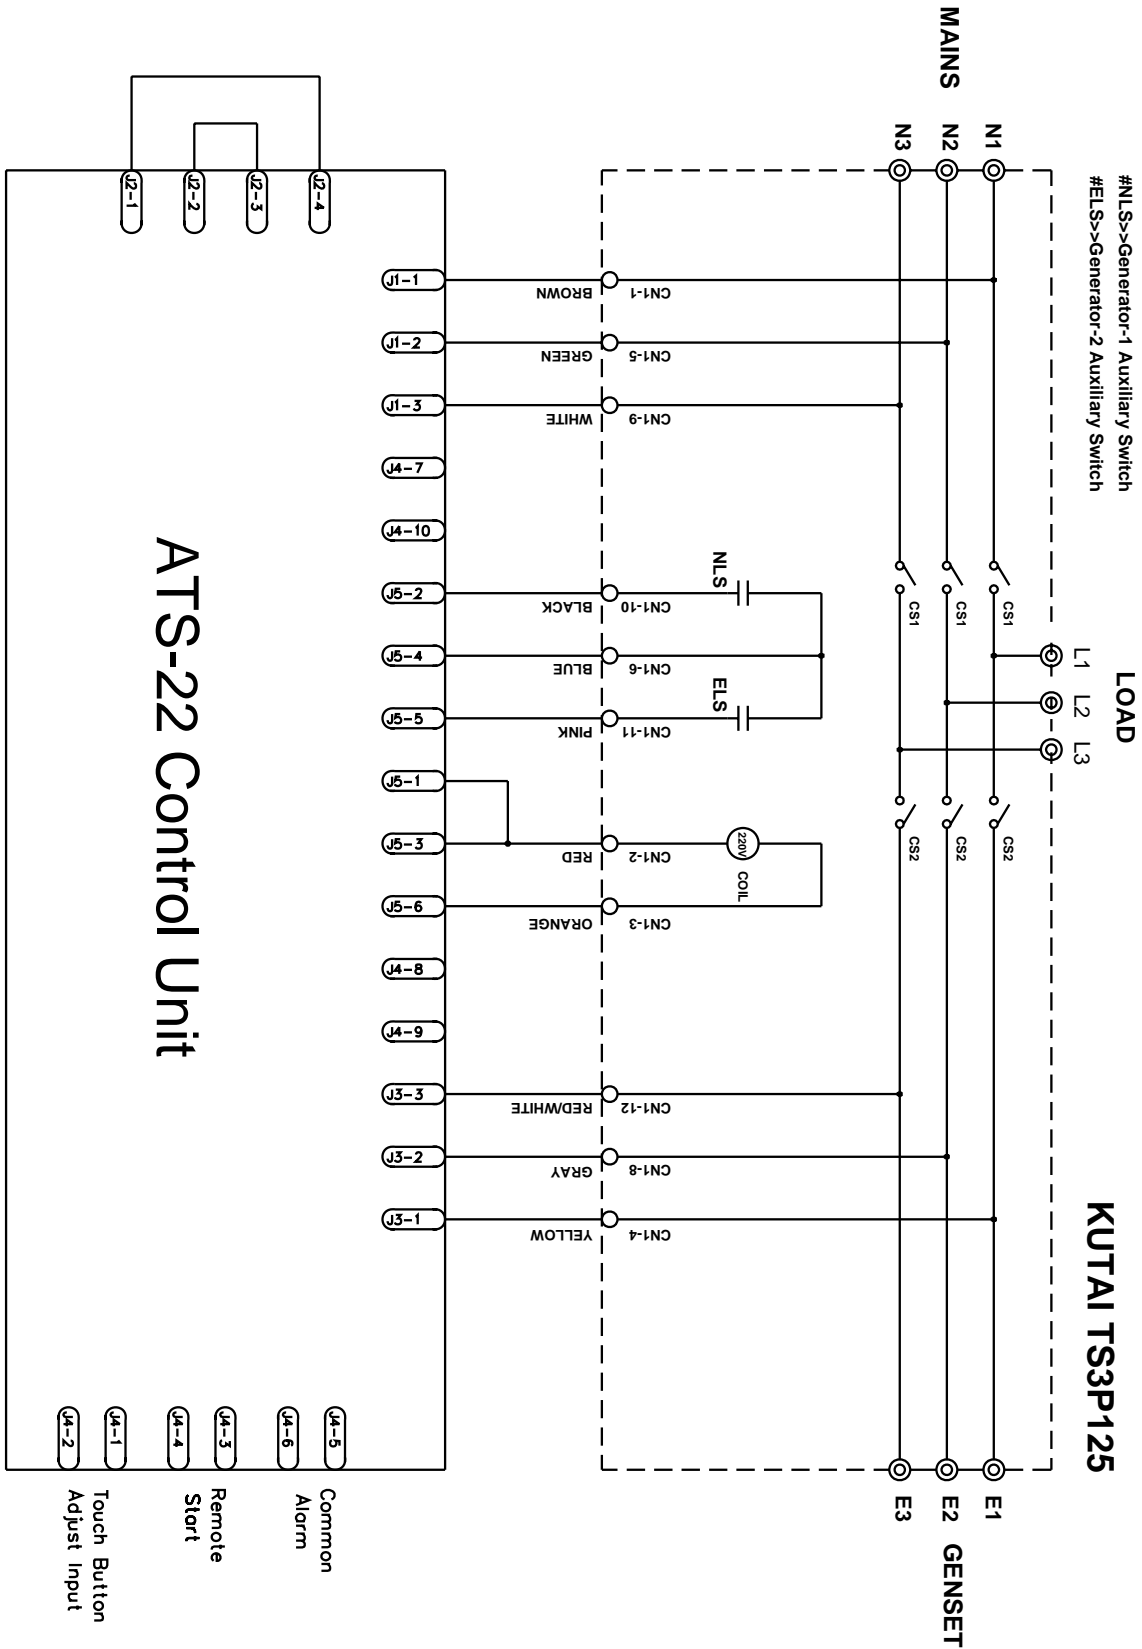 KUTAI TS3P125
LOAD
L1
L2
L3
#NLS>>Generator-1 Auxiliary Switch
#ELS>>Generator-2 Auxiliary Switch
MAINS
N1
N2
N3
CS1
CS1
CS1
CS2
CS2
CS2
E1
E2
E3
GENSET
NLS
ELS
220V
COIL
CN1-1
CN1-5
CN1-9
CN1-10
CN1-6
CN1-11
CN1-2
CN1-3
CN1-12
CN1-8
CN1-4
BROWN
GREEN
WHITE
BLACK
BLUE
PINK
RED
ORANGE
RED/WHITE
GRAY
YELLOW
J1-1
J1-2
J1-3
J4-7
J4-10
J5-2
J5-4
J5-5
J5-1
J5-3
J5-6
J4-8
J4-9
J3-3
J3-2
J3-1
J2-4
J2-3
J2-2
J2-1
ATS-22 Control Unit
J4-5
J4-6
J4-3
J4-4
J4-1
J4-2
Common
Alarm
Remote
Start
Touch Button
Adjust Input